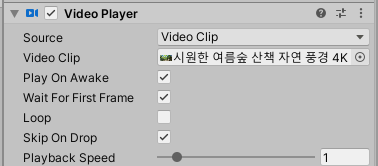 Video Player
Source Video Clip
Video Clip 시원한 여름숲 산책 자연 풍경 4K
Play On Awake
Wait For First Frame
Loop
Skip On Drop
Playback Speed 1